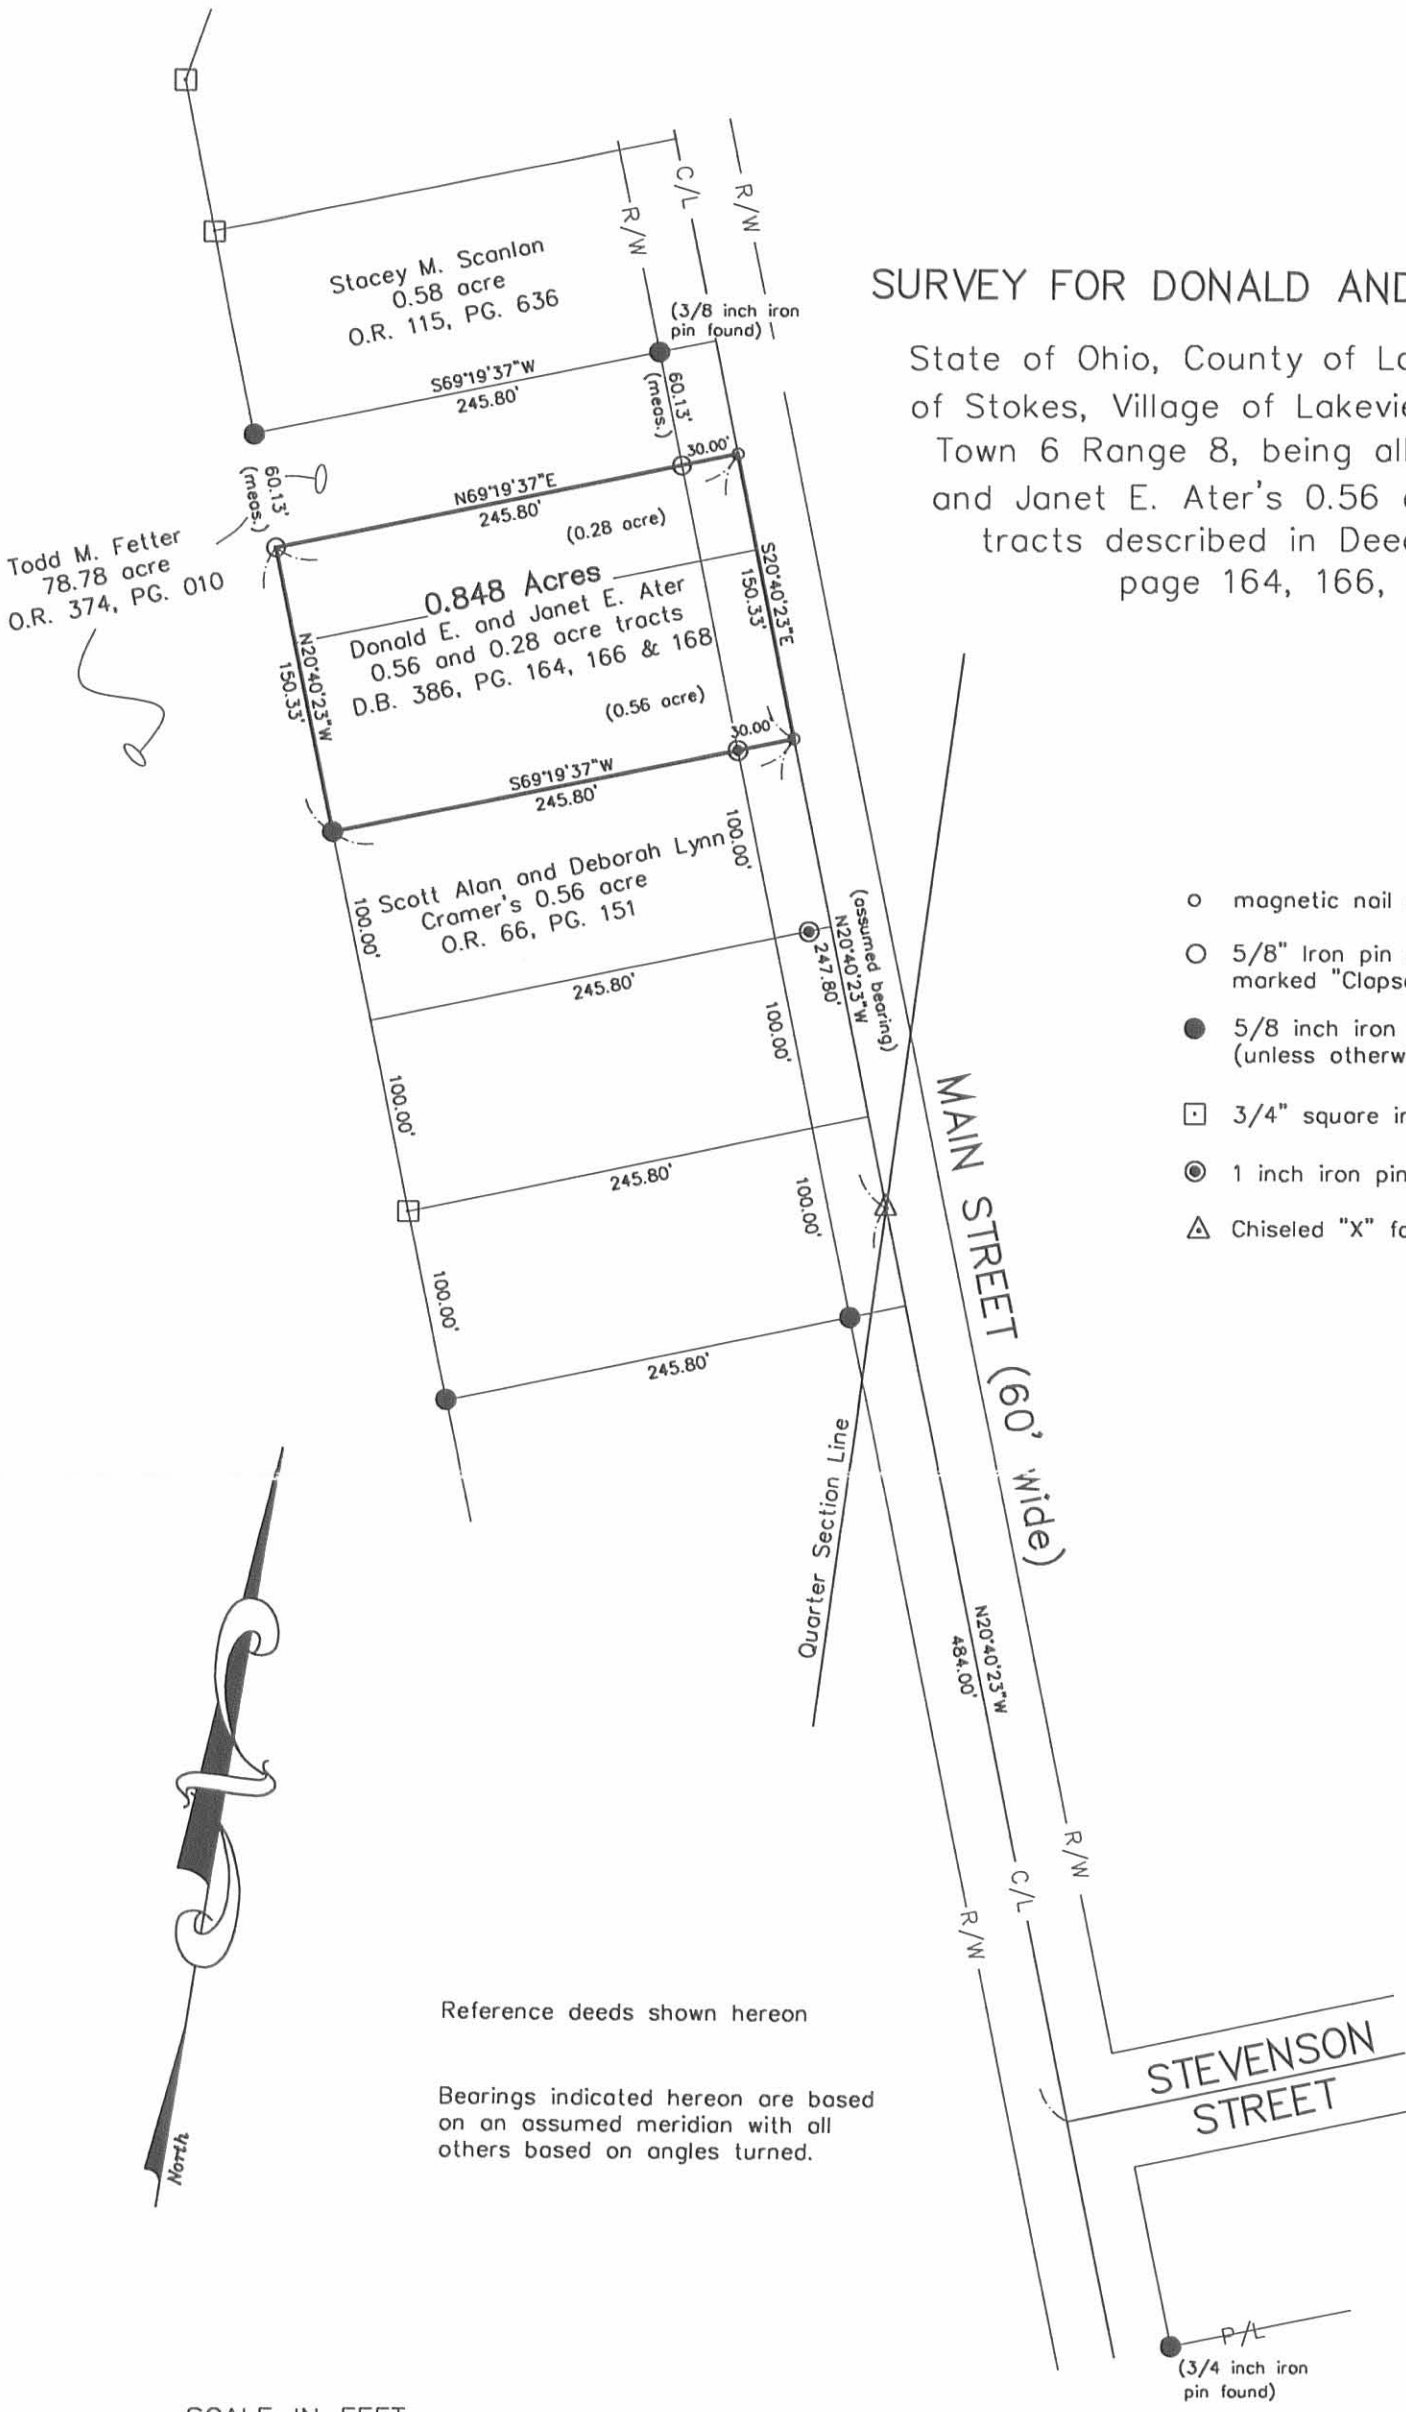 Stacey M. Scanlan
0.58 acre
O.R. 115, PG. 636
R/W
C/L
R/W
(3/8 inch iron
pin found)
SURVEY FOR DONALD AND
State of Ohio, County of Lo
of Stokes, Village of Lakevie
Town 6 Range 8, being all
and Janet E. Ater's 0.56
tracts described in Deed
page 164, 166,
S69°19'37"W
245.80'
60.13'
(meas.)
30.00'
60.13'
(meas.)
N69°19'37"E
245.80'
(0.28 acre)
Todd M. Fetter
78.78 acre
O.R. 374, PG. 010
0.848 Acres
Donald E. and Janet E. Ater
0.56 and 0.28 acre tracts
D.B. 386, PG. 164, 166 & 168
S20°40'23"E
150.33'
N20°40'23"W
150.33'
(0.56 acre)
30.00'
S69°19'37"W
245.80'
100.00'
Scott Alan and Deborah Lynn
Cramer's 0.56 acre
O.R. 66, PG. 151
100.00'
(assumed bearing)
N20°40'23"W
247.80'
245.80'
100.00'
100.00'
245.80'
100.00'
100.00'
245.80'
o magnetic nail
5/8" Iron pin
marked "Clapsa
5/8 inch iron
(unless otherw
3/4" square ir
1 inch iron pin
Chiseled "X" fo
MAIN STREET (60' wide)
Quarter Section Line
N20°40'23"W
484.00'
R/W
C/L
R/W
North
Reference deeds shown hereon
Bearings indicated hereon are based
on an assumed meridian with all
others based on angles turned.
STEVENSON
STREET
P/L
(3/4 inch iron
pin found)
SCALE IN FEET